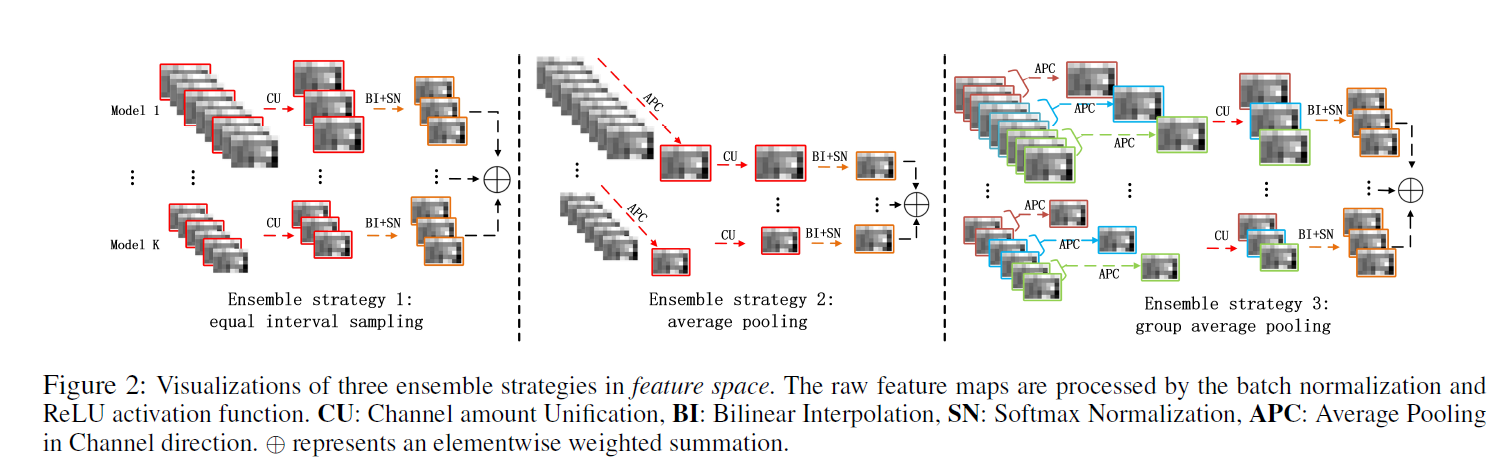 Model 1
CU
BI+SN
⋮
Model K
CU
BI+SN
Ensemble strategy 1:
equal interval sampling
APC
CU
BI+SN
APC
CU
BI+SN
Ensemble strategy 2:
average pooling
APC
APC
APC
CU
BI+SN
APC
APC
APC
CU
BI+SN
Ensemble strategy 3:
group average pooling
Figure 2: Visualizations of three ensemble strategies in feature space. The raw feature maps are processed by the batch normalization and
ReLU activation function. CU: Channel amount Unification, BI: Bilinear Interpolation, SN: Softmax Normalization, APC: Average Pooling
in Channel direction. ⊕ represents an elementwise weighted summation.